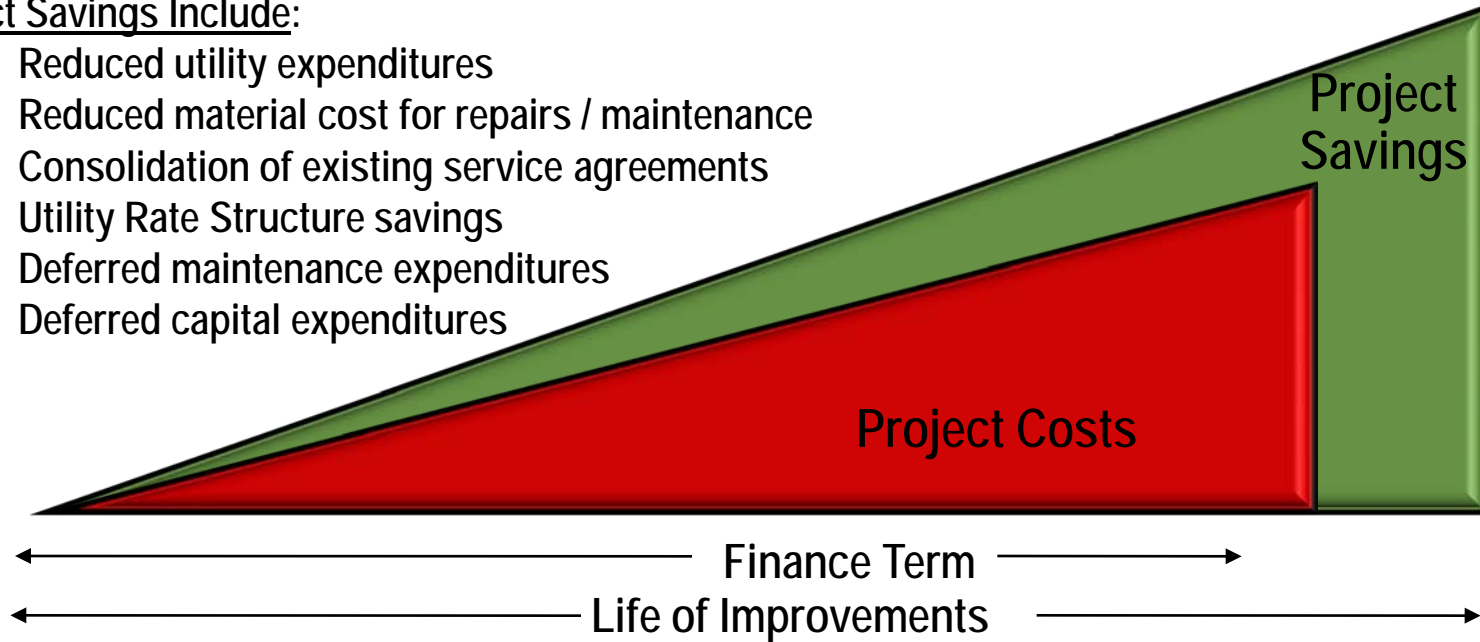 ct Savings Include:
Reduced utility expenditures
Reduced material cost for repairs / maintenance
Consolidation of existing service agreements
Utility Rate Structure savings
Deferred maintenance expenditures
Deferred capital expenditures
Project
Savings
Project Costs
Finance Term
Life of Improvements